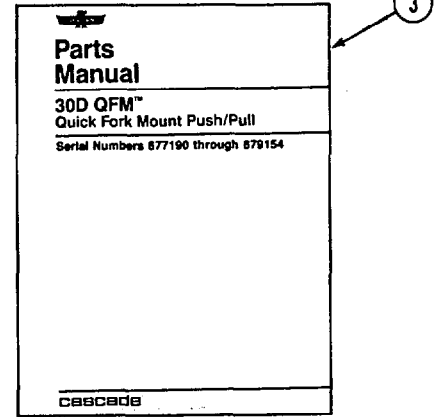 3
Parts
Manual
30D QFM™
Quick Fork Mount Push/Pull
Serial Numbers 677190 through 679154
cascade